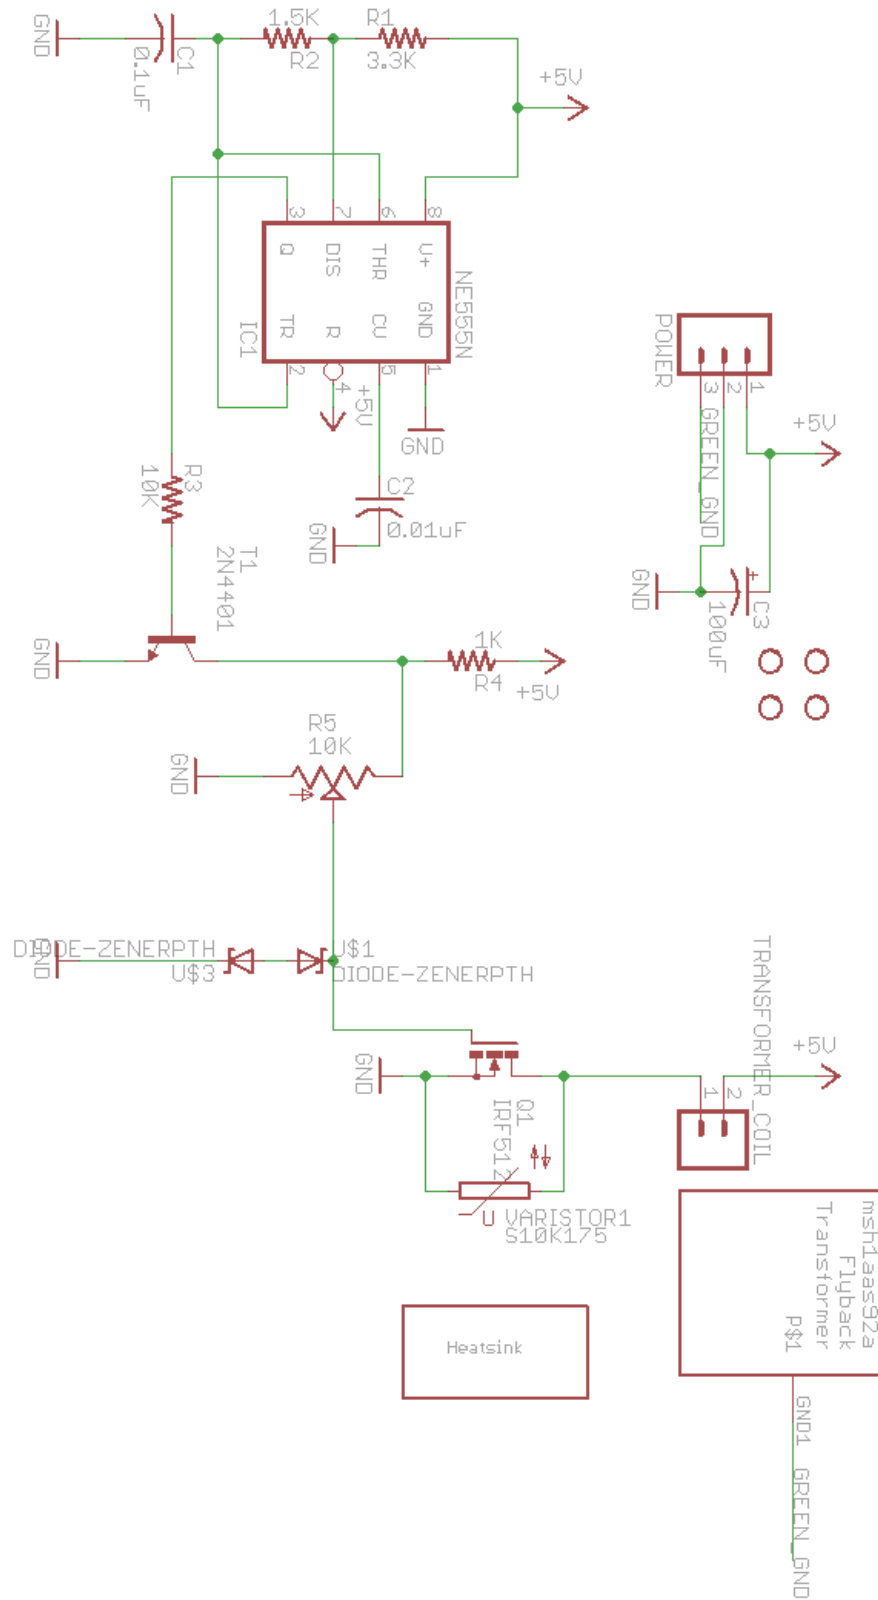 GND
0.1uF
C1
1.5K
R2
R1
3.3K
+5V
3
7
6
8
Q
DIS
THR
V+
TR
R
CV
GND
IC1
NE555N
2
4
5
1
+5V
GND
C2
0.01uF
GND
POWER
3
2
1
GREEN_GND
+5V
GND
+
C3
100uF
R3
10K
T1
2N4401
GND
1K
R4
+5V
R5
10K
GND
DIODE-ZENERPTH
GND
U$3
U$1
DIODE-ZENERPTH
GND
Q1
IRF512
U
VARISTOR1
S10K175
TRANSFORMER_COIL
1
2
+5V
msh1aas92a
Flyback
Transformer
P$1
GND1
GREEN_GND
Heatsink